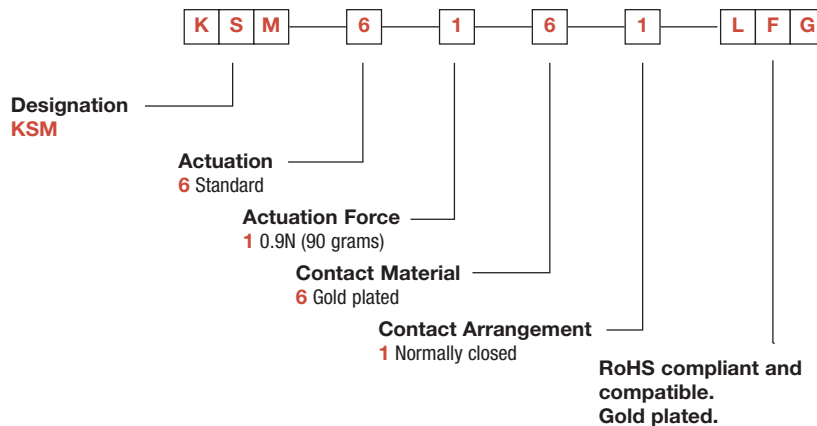 K S M 6 1 6 1 L F G
Designation
KSM
Actuation
6 Standard
Actuation Force
1 0.9N (90 grams)
Contact Material
6 Gold plated
Contact Arrangement
1 Normally closed
RoHS compliant and
compatible.
Gold plated.